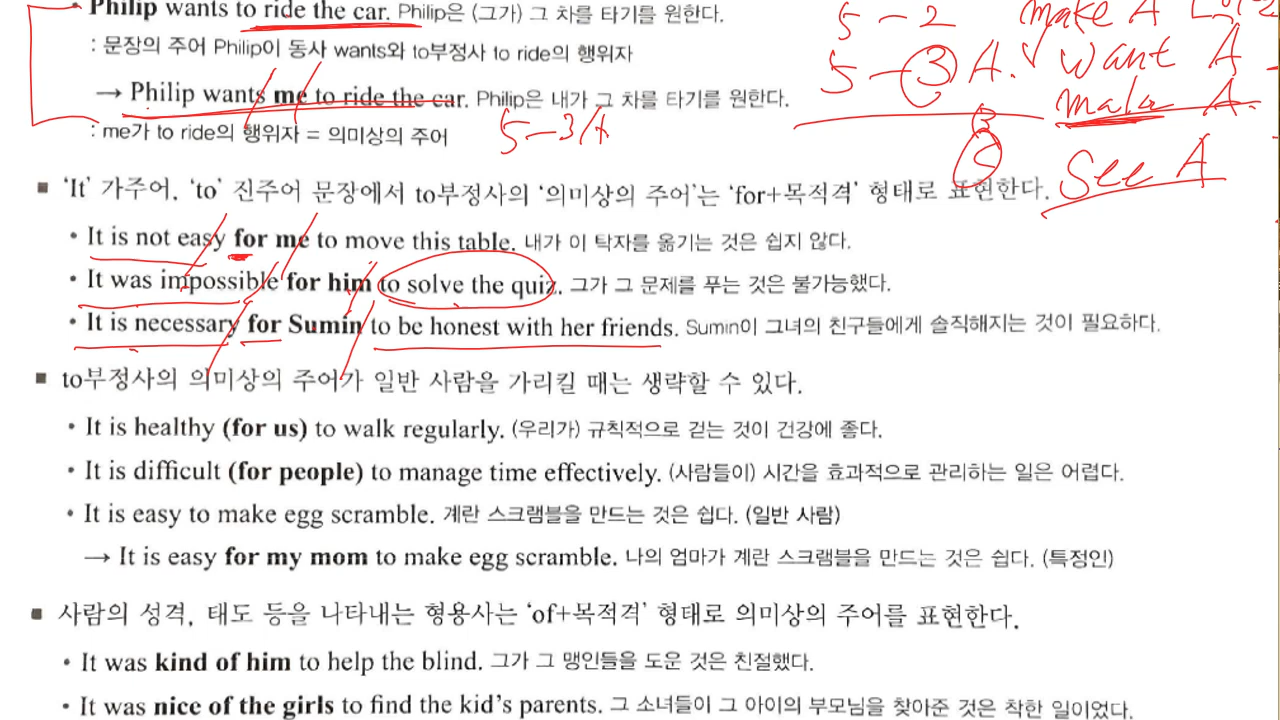 • Philip wants to ride the car. Philip은 (그가) 그 차를 타기를 원한다.
5 - 2 make A
: 문장의 주어 Philip이 동사 wants와 to부정사 to ride의 행위자
5 - 3 A. want A
→ Philip wants me to ride the car. Philip은 내가 그 차를 타기를 원한다.
A.
: me가 to ride의 행위자 = 의미상의 주어
5-3A
B
C
See A
▪ ‘It’ 가주어, ‘to’ 진주어 문장에서 to부정사의 ‘의미상의 주어’는 ‘for+목적격’ 형태로 표현한다.
• It is not easy for me to move this table. 내가 이 탁자를 옮기는 것은 쉽지 않다.
• It was impossible for him to solve the quiz. 그가 그 문제를 푸는 것은 불가능했다.
• It is necessary for Sumin to be honest with her friends. Sumin이 그녀의 친구들에게 솔직해지는 것이 필요하다.
▪ to부정사의 의미상의 주어가 일반 사람을 가리킬 때는 생략할 수 있다.
• It is healthy (for us) to walk regularly. (우리가) 규칙적으로 걷는 것이 건강에 좋다.
• It is difficult (for people) to manage time effectively. (사람들이) 시간을 효과적으로 관리하는 일은 어렵다.
• It is easy to make egg scramble. 계란 스크램블을 만드는 것은 쉽다. (일반 사람)
→ It is easy for my mom to make egg scramble. 나의 엄마가 계란 스크램블을 만드는 것은 쉽다. (특정인)
▪ 사람의 성격, 태도 등을 나타내는 형용사는 ‘of+목적격’ 형태로 의미상의 주어를 표현한다.
• It was kind of him to help the blind. 그가 그 맹인들을 도운 것은 친절했다.
• It was nice of the girls to find the kid’s parents. 그 소녀들이 그 아이의 부모님을 찾아준 것은 착한 일이었다.